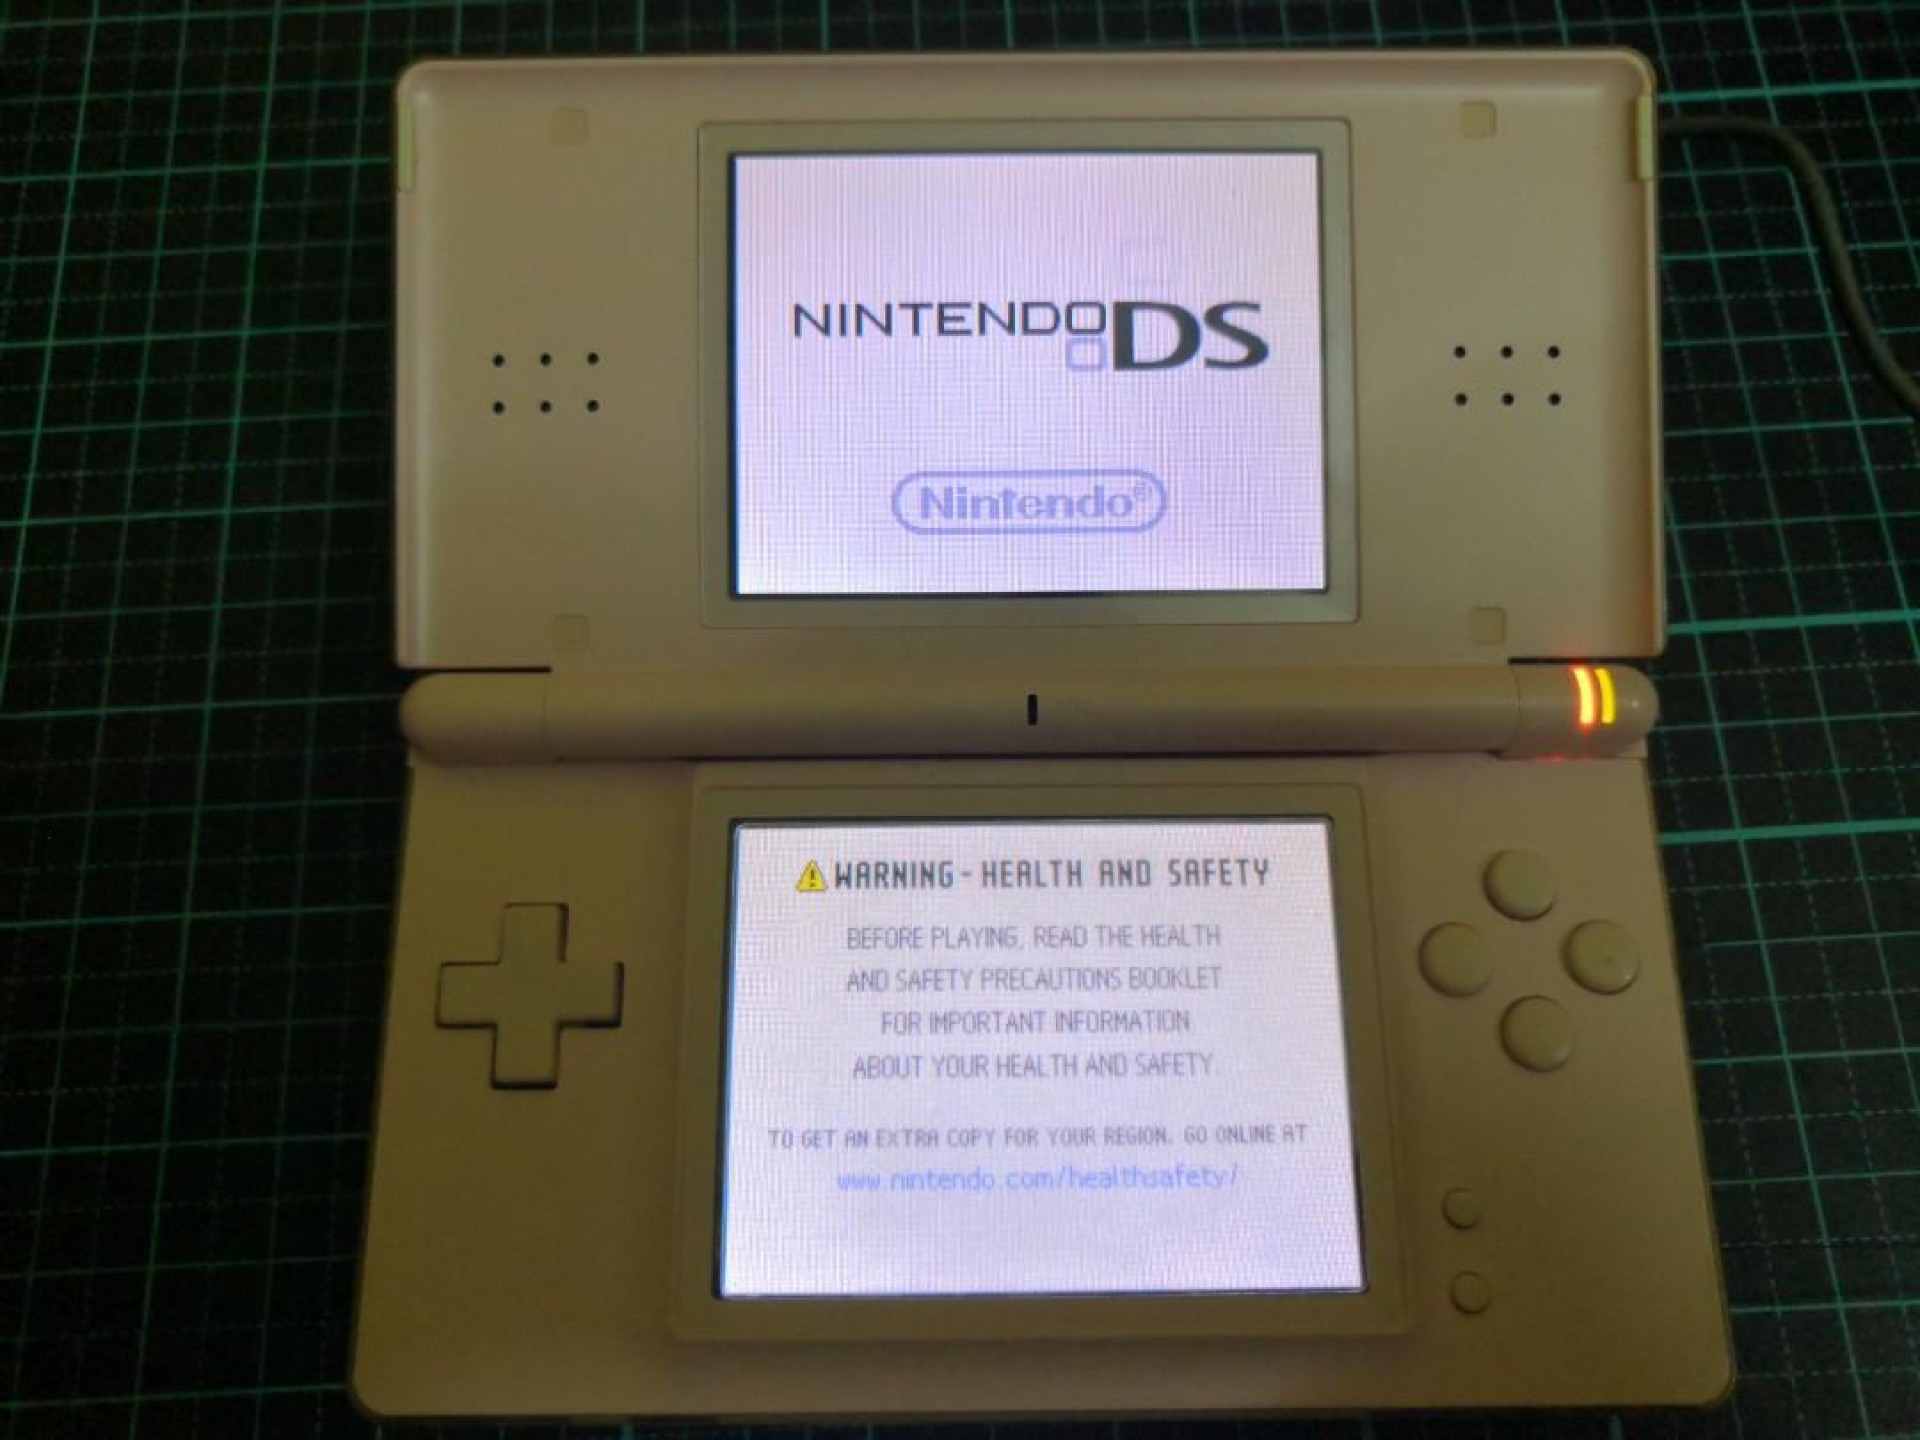 NINTENDO DS
Nintendo®
MIC.
WARNING - HEALTH AND SAFETY
BEFORE PLAYING, READ THE HEALTH
AND SAFETY PRECAUTIONS BOOKLET
FOR IMPORTANT INFORMATION
ABOUT YOUR HEALTH AND SAFETY.
TO GET AN EXTRA COPY FOR YOUR REGION, GO ONLINE AT
www.nintendo.com/healthsafety/